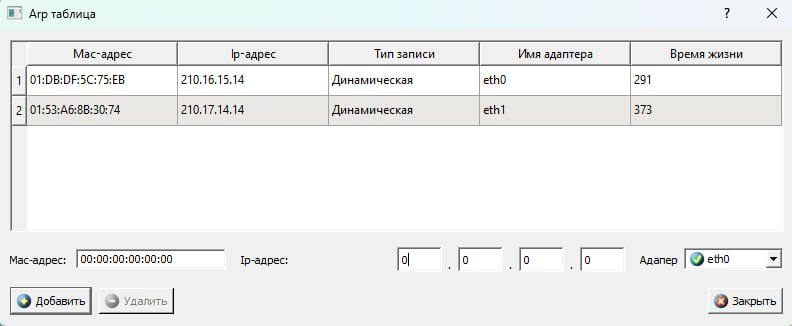 Arp таблица
Mac-адрес Ip-адрес Тип записи Имя адаптера Время жизни
1 01:DB:DF:5C:75:EB 210.16.15.14 Динамическая eth0 291
2 01:53:A6:8B:30:74 210.17.14.14 Динамическая eth1 373
Mac-адрес: 00:00:00:00:00:00 Ip-адрес: 0 . 0 . 0 . 0 Адапер eth0
Добавить Удалить Закрыть